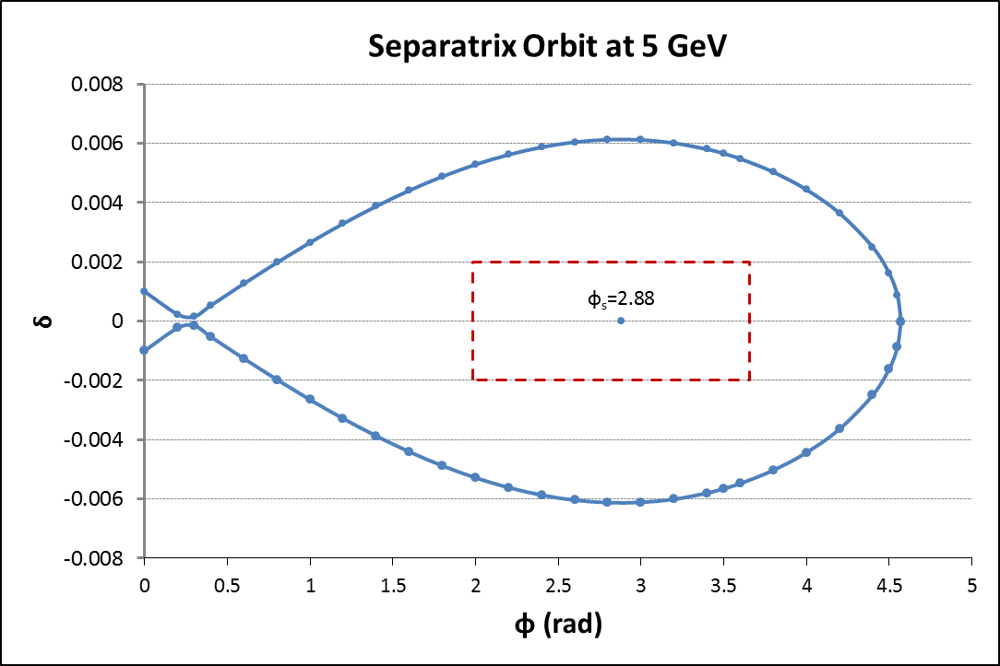 Separatrix Orbit at 5 GeV
0.008
0.006
0.004
0.002
0
-0.002
-0.004
-0.006
-0.008
δ
ϕs=2.88
0 0.5 1 1.5 2 2.5 3 3.5 4 4.5 5
ϕ (rad)